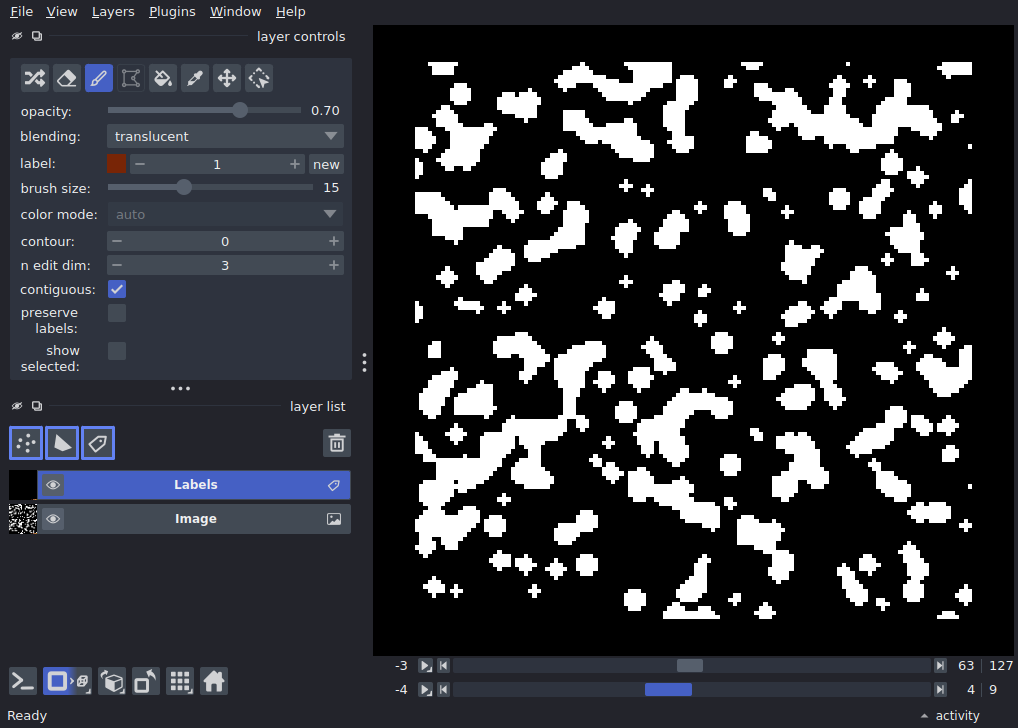 File View Layers Plugins Window Help
layer controls
opacity: 0.70
blending: translucent
label: 1 new
brush size: 15
color mode: auto
contour: 0
n edit dim: 3
contiguous:
preserve
labels:
show
selected:
layer list
Labels
Image
-3 63 127
-4 4 9
Ready activity